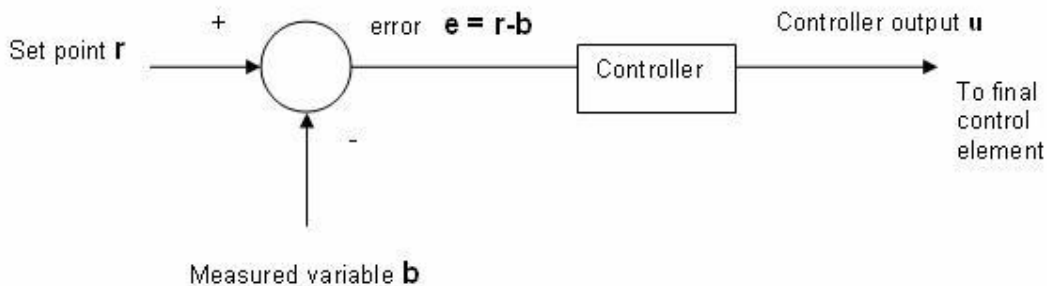 +
error e = r-b
Controller output u
Set point r
Controller
To final
control
element
-
Measured variable b